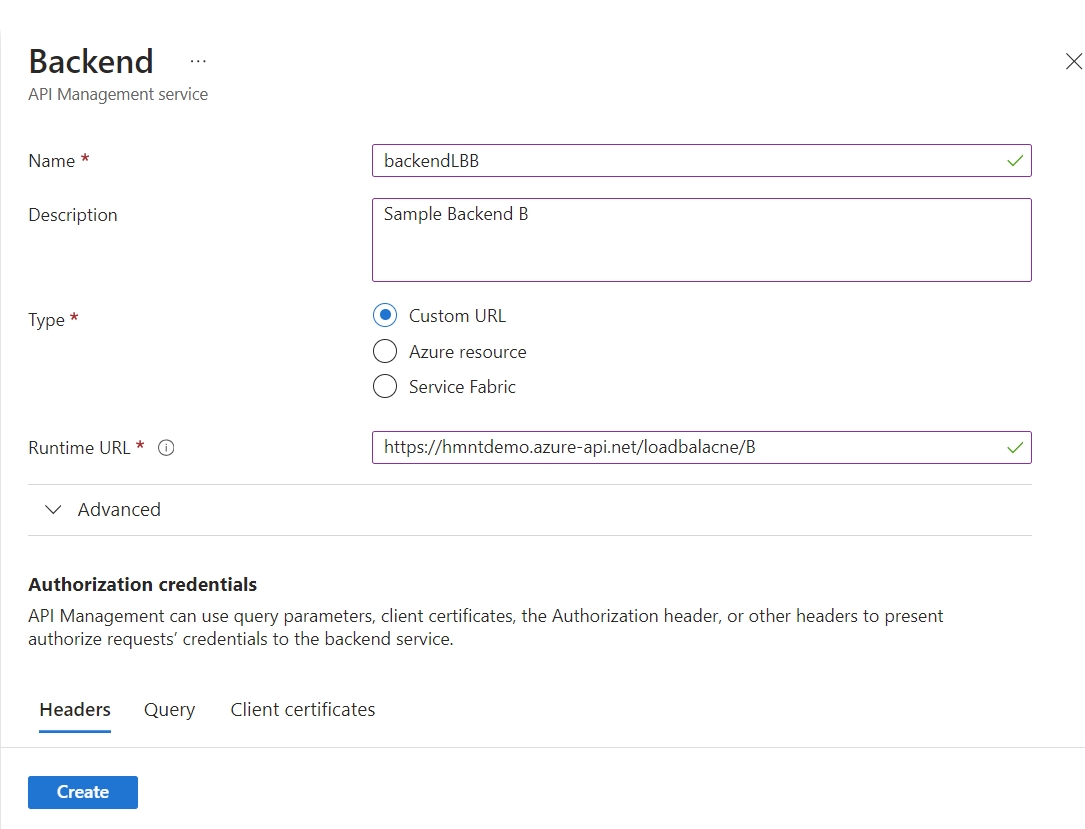 Backend ...
API Management service
Name *
backendLBB
Description
Sample Backend B
Type *
Custom URL
Azure resource
Service Fabric
Runtime URL *
https://hmntdemo.azure-api.net/loadbalacne/B
Advanced
Authorization credentials
API Management can use query parameters, client certificates, the Authorization header, or other headers to present
authorize requests’ credentials to the backend service.
Headers Query Client certificates
Create